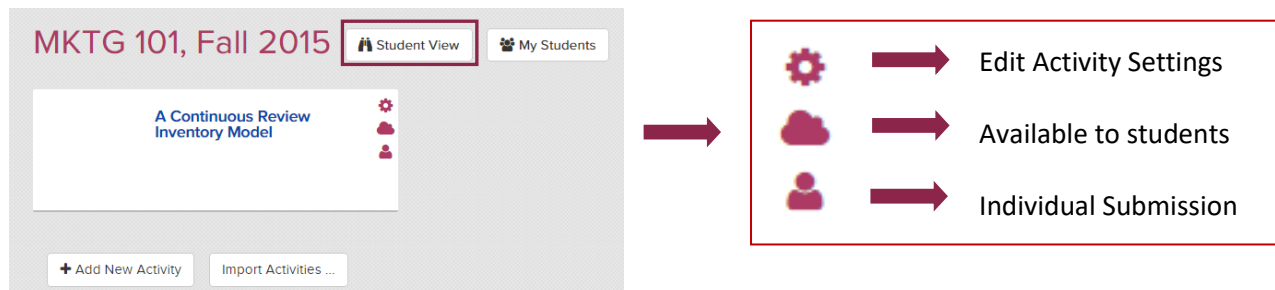 MKTG 101, Fall 2015
Student View
My Students
A Continuous Review
Inventory Model
+ Add New Activity
Import Activities ...
Edit Activity Settings
Available to students
Individual Submission